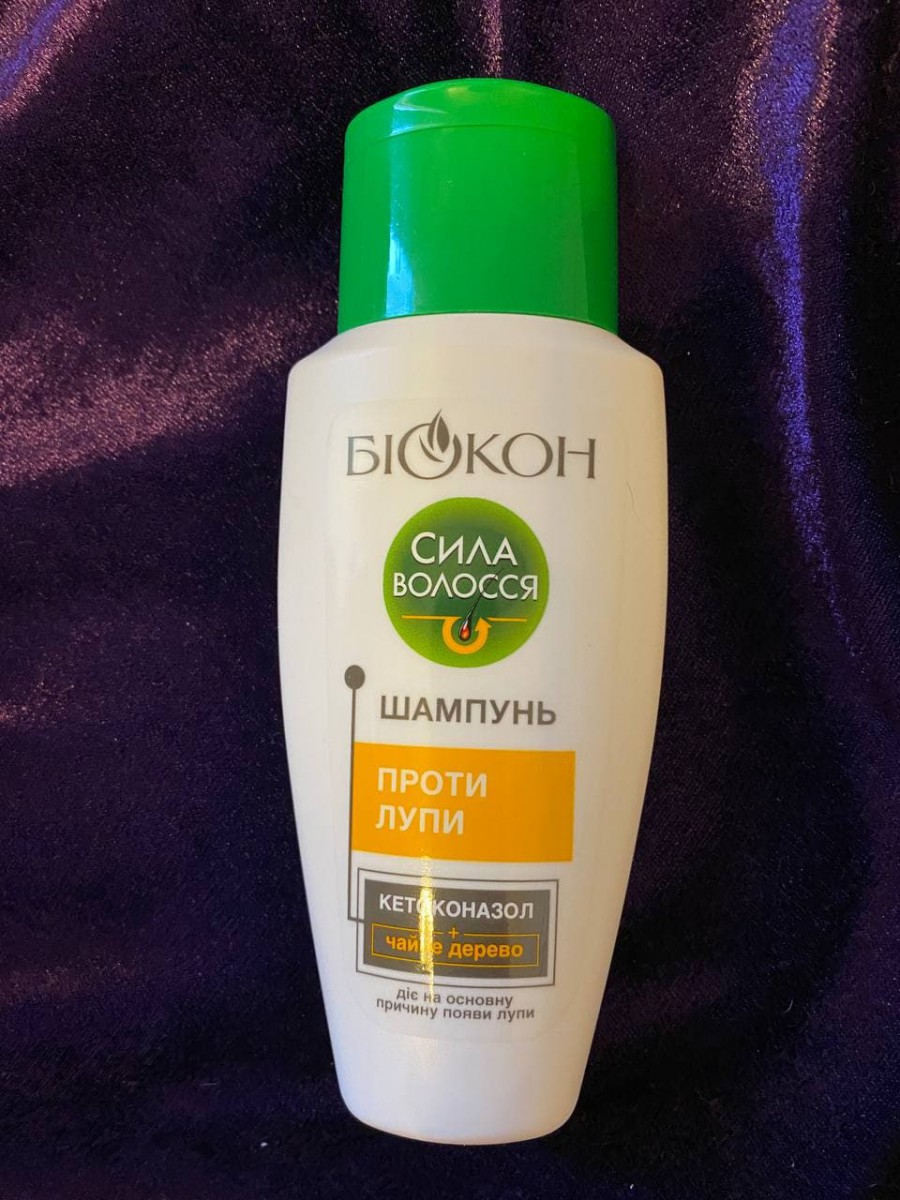 БІОКОН
СИЛА
ВОЛОССЯ
ШАМПУНЬ
ПРОТИ
ЛУПИ
КЕТОКОНАЗОЛ
+
чайне дерево
діє на основну
причину появи лупи